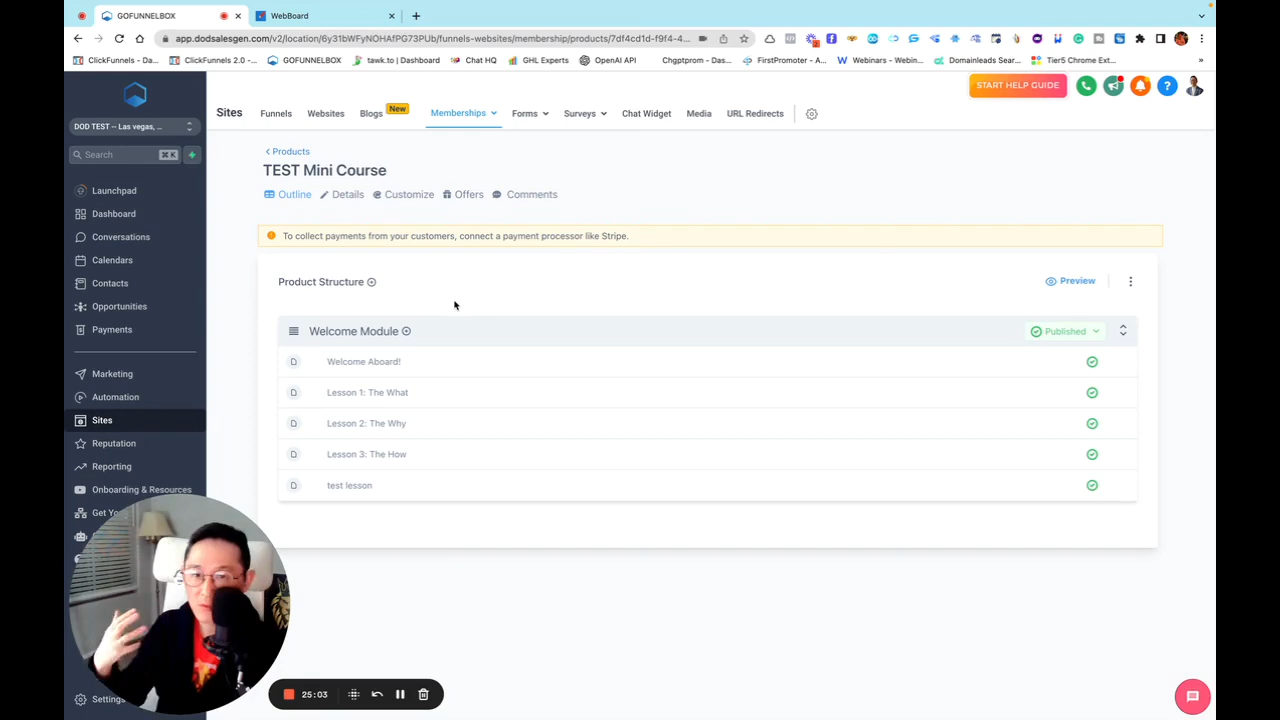 GOFUNNELBOX
WebBoard
app.dodsalesgen.com/v2/location/6y31bWFyNOHAfPG73PUb/funnels-websites/membership/products/7df4cd1d-f9f4-4...
ClickFunnels - Da...
ClickFunnels 2.0 -...
GOFUNNELBOX
tawk.to | Dashboard
Chat HQ
GHL Experts
OpenAI API
Chgptprom - Das...
FirstPromoter - A...
Webinars - Webin...
Domainleads Sear...
Tier5 Chrome Ext...
START HELP GUIDE
Sites
Funnels
Websites
Blogs
New
Memberships
Forms
Surveys
Chat Widget
Media
URL Redirects
DOD TEST -- Las vegas, ...
Search
⌘K
Launchpad
Dashboard
Conversations
Calendars
Contacts
Opportunities
Payments
Marketing
Automation
Sites
Reputation
Reporting
Onboarding & Resources
Settings
Products
TEST Mini Course
Outline
Details
Customize
Offers
Comments
To collect payments from your customers, connect a payment processor like Stripe.
Product Structure
Preview
Welcome Module
Published
Welcome Aboard!
Lesson 1: The What
Lesson 2: The Why
Lesson 3: The How
test lesson
25:03